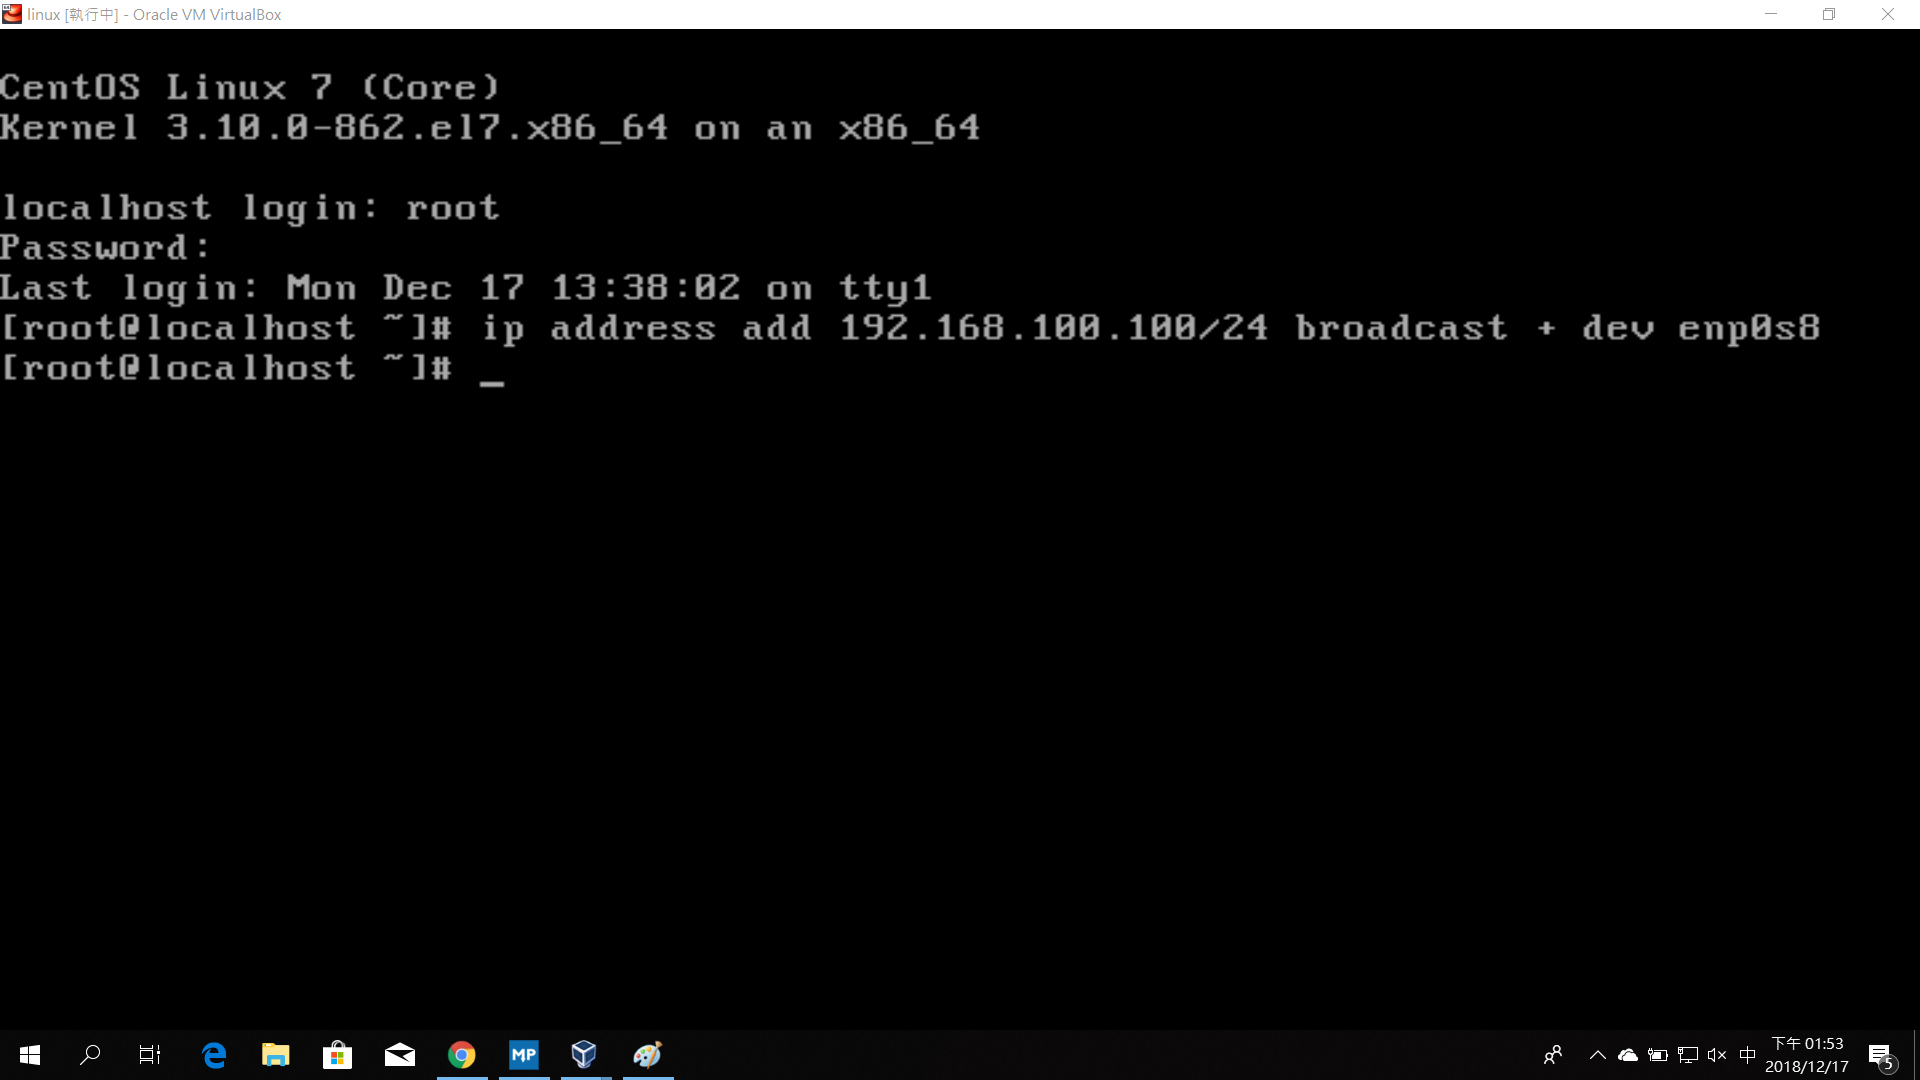 linux [執行中] - Oracle VM VirtualBox
CentOS Linux 7 (Core)
Kernel 3.10.0-862.el7.x86_64 on an x86_64
localhost login: root
Password:
Last login: Mon Dec 17 13:38:02 on tty1
[root@localhost ~]# ip address add 192.168.100.100/24 broadcast + dev enp0s8
[root@localhost ~]# _
MP
中
下午 01:53
2018/12/17
5